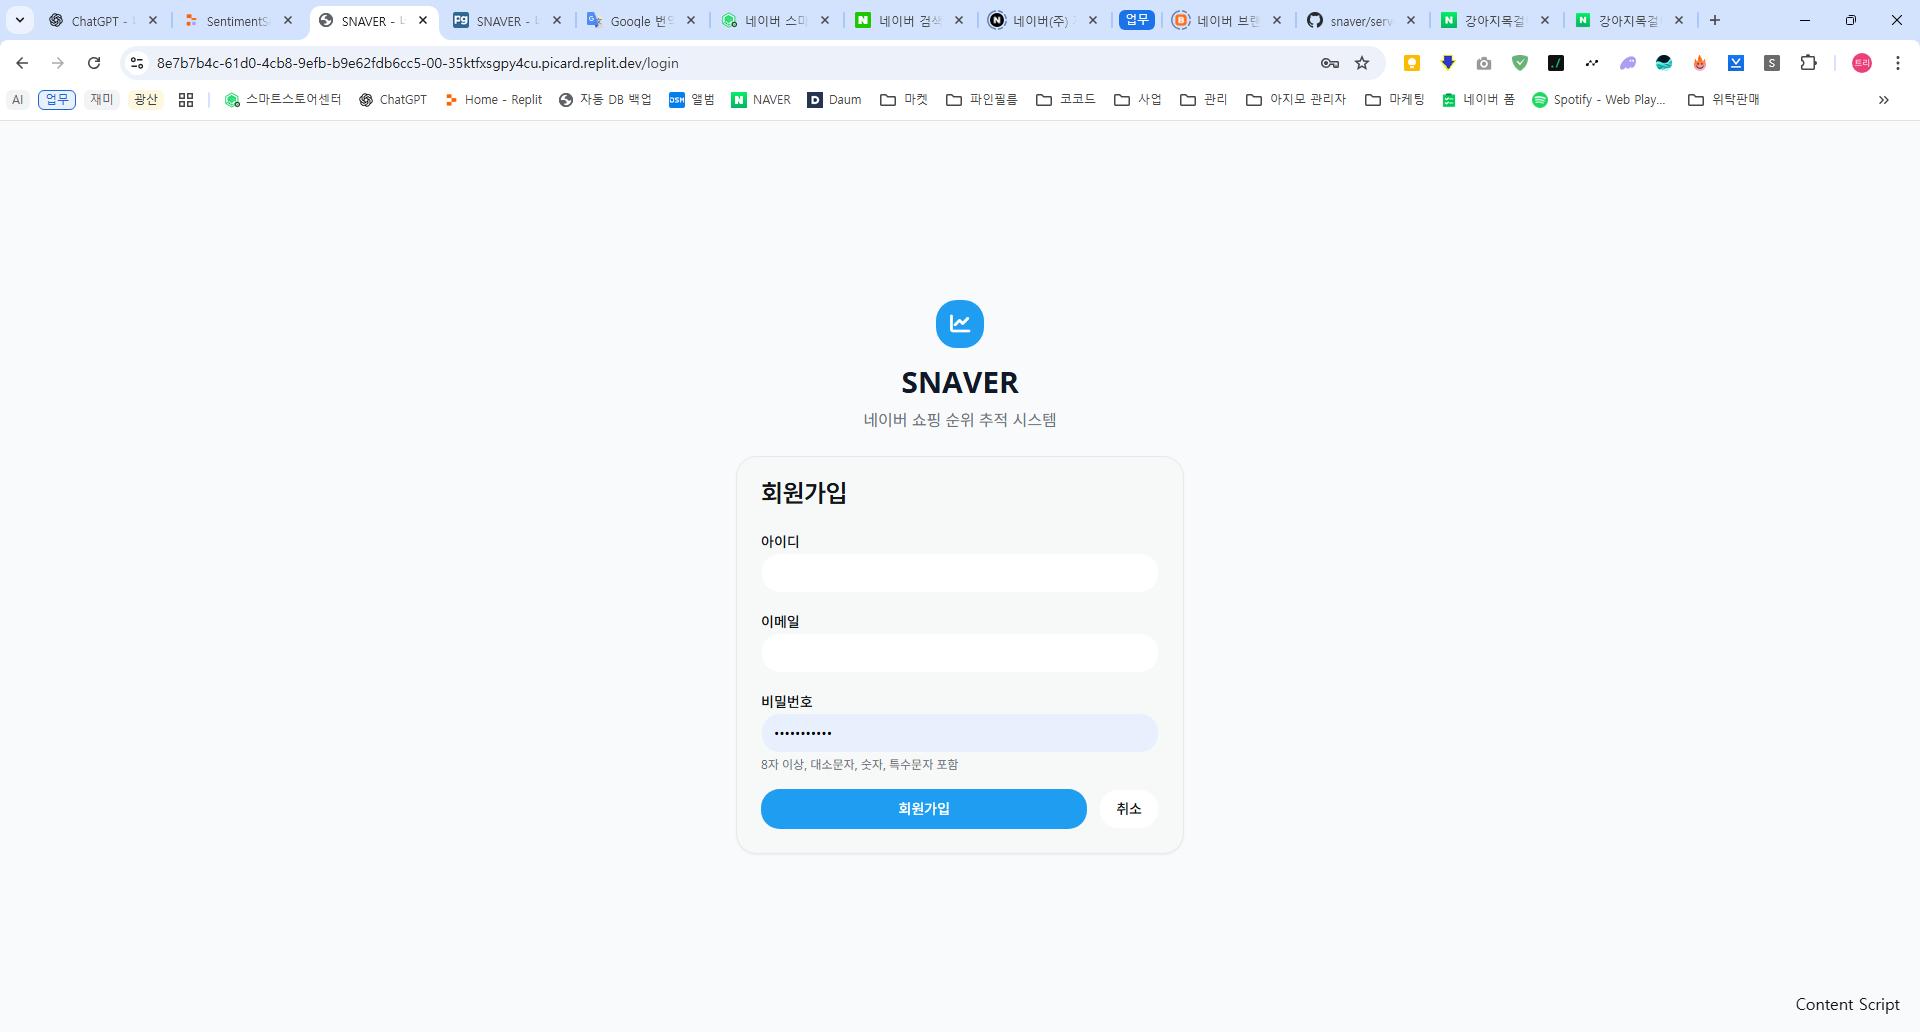 ChatGPT -
SentimentS
SNAVER -
SNAVER -
Google 번역
네이버 스마
네이버 검색
네이버(주)
업무
네이버 브랜
snaver/serv
강아지목걸
강아지목걸
8e7b7b4c-61d0-4cb8-9efb-b9e62fdb6cc5-00-35ktfxsgpy4cu.picard.replit.dev/login
트리
AI
업무
재미
광산
스마트스토어센터
ChatGPT
Home - Replit
자동 DB 백업
DSM 앨범
NAVER
Daum
마켓
파인필름
코코드
사업
관리
아지모 관리자
마케팅
네이버 폼
Spotify - Web Play...
위탁판매
SNAVER
네이버 쇼핑 순위 추적 시스템
회원가입
아이디
이메일
비밀번호
•••••••••••
8자 이상, 대소문자, 숫자, 특수문자 포함
회원가입
취소
Content Script